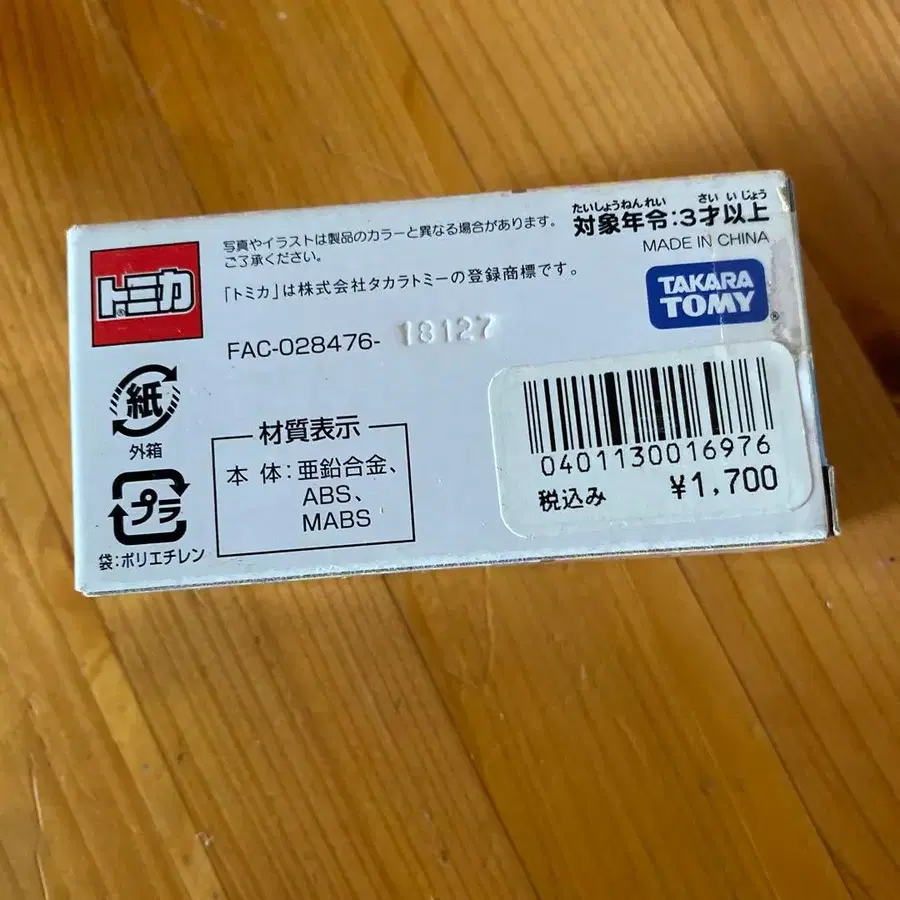 写真やイラストは製品のカラーと異なる場合があります。
ご了承ください。
「トミカ」は株式会社タカラトミーの登録商標です。
たいしょうねんれい さいいじょう
対象年令:3才以上
MADE IN CHINA
トミカ
®
TAKARA
TOMY®
FAC-028476- 18127
紙
外箱
プラ
袋:ポリエチレン
材質表示
本 体:亜鉛合金、
ABS、
MABS
0401130016976
税込み ¥1,700